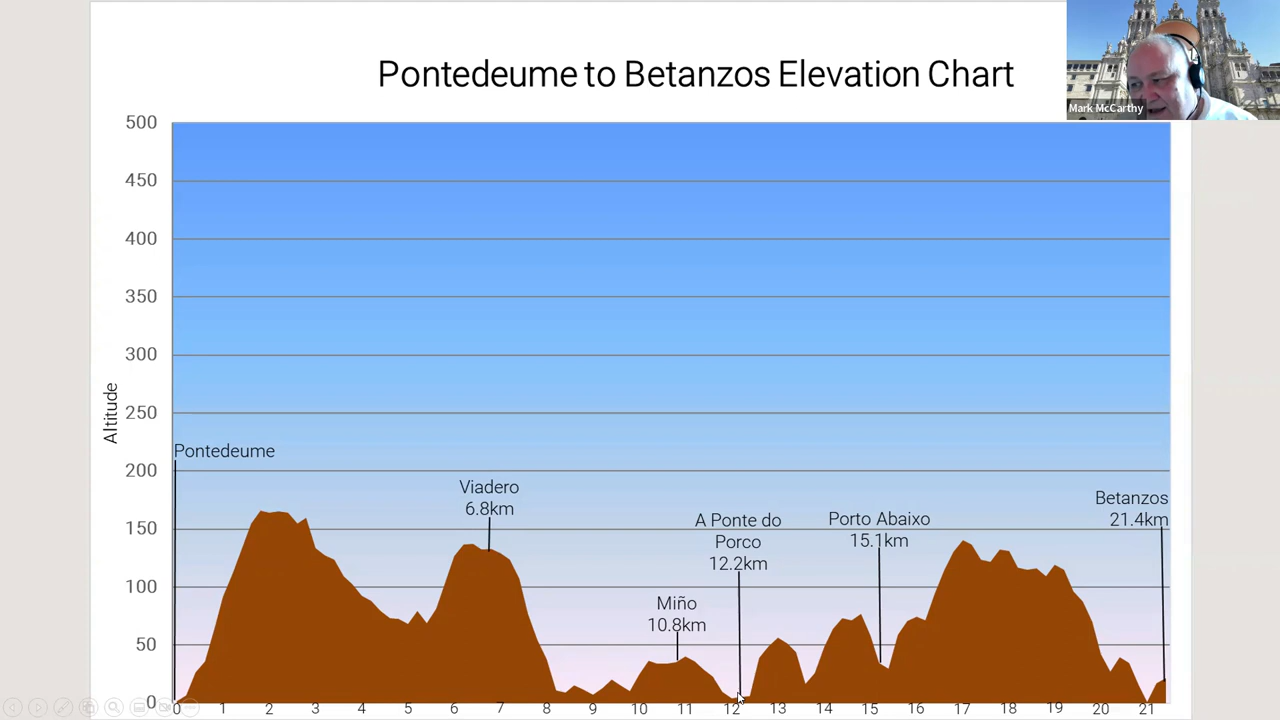 Pontedeume to Betanzos Elevation Chart
Mark McCarthy
500
450
400
350
300
250
200
150
100
50
0
Altitude
Pontedeume
Viadero
6.8km
Miño
10.8km
A Ponte do
Porco
12.2km
Porto Abaixo
15.1km
Betanzos
21.4km
0 1 2 3 4 5 6 7 8 9 10 11 12 13 14 15 16 17 18 19 20 21